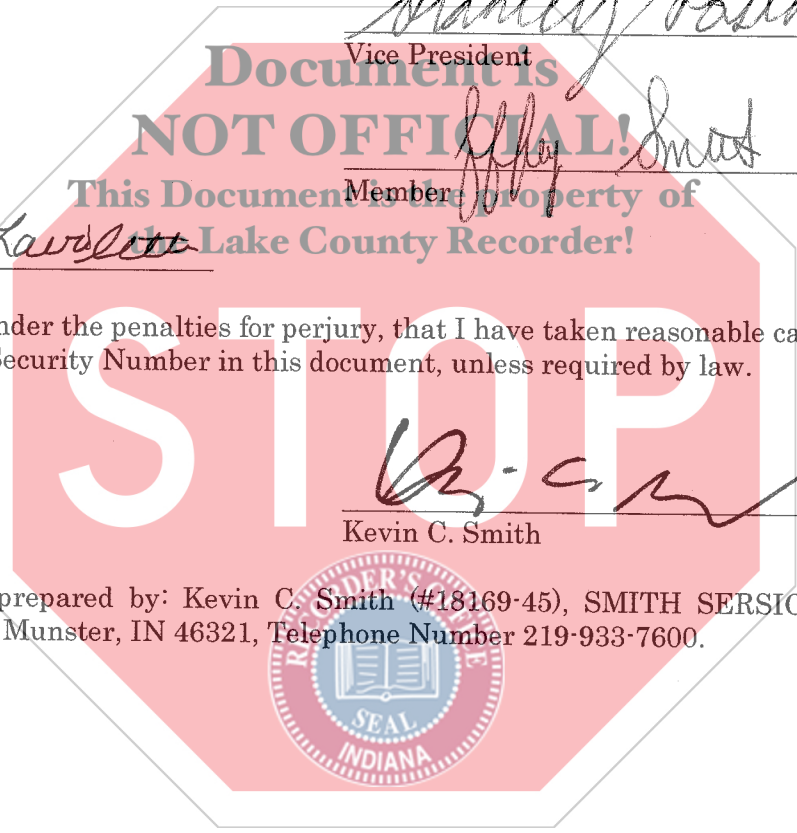 Stanley
Vice President
Document is
NOT OFFICIAL!
Jeffrey Smut
Member
This Document is the property of
the Lake County Recorder!
nder the penalties for perjury, that I have taken reasonable ca
Security Number in this document, unless required by law.
STOP
Kevin C. Smith
prepared by: Kevin C. Smith (#18169-45), SMITH SERSIC
Munster, IN 46321, Telephone Number 219-933-7600.
RECORDER'S OFFICE
SEAL
INDIANA